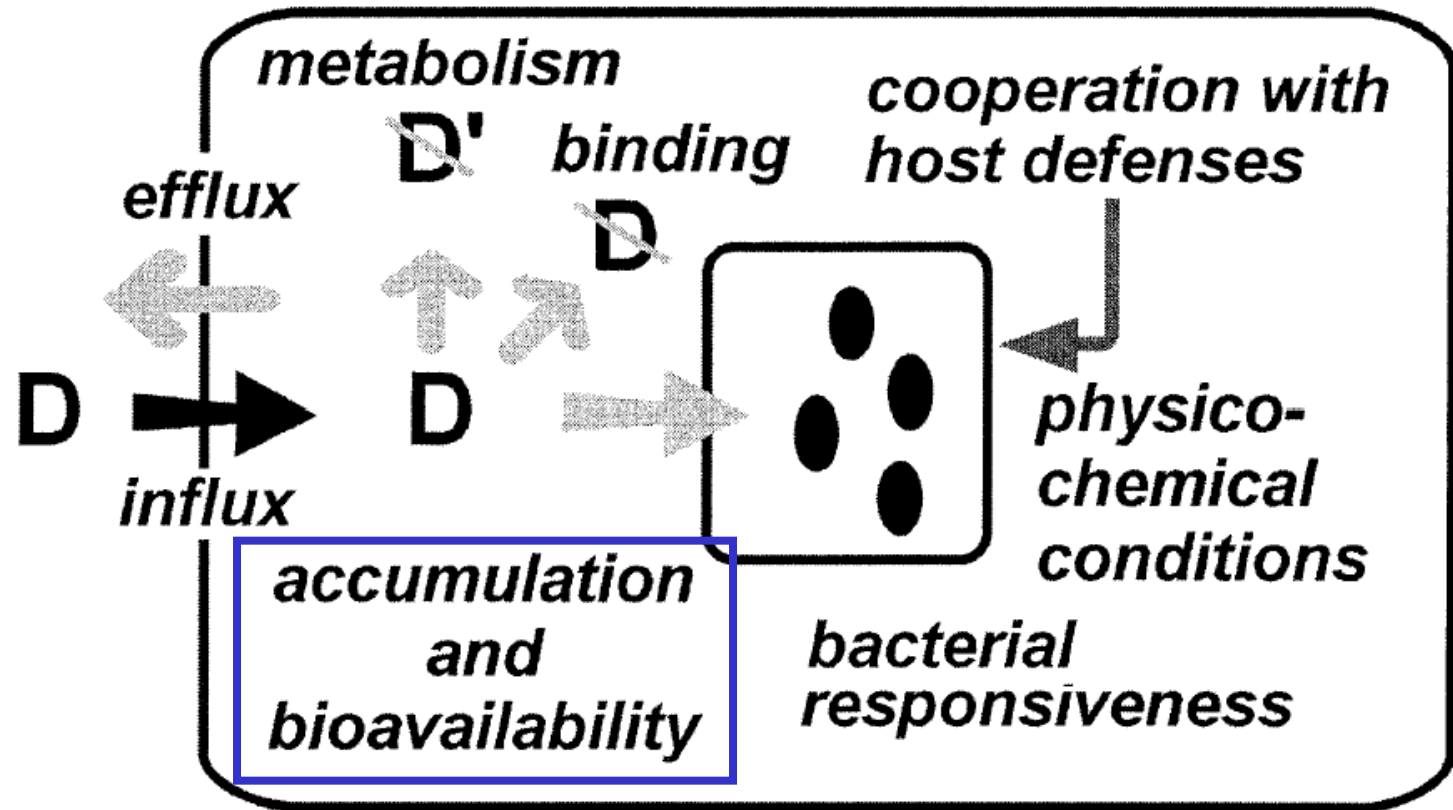 metabolism
D'
binding
D
cooperation with
host defenses
efflux
D
D
influx
physico-
chemical
conditions
accumulation
and
bioavailability
bacterial
responsiveness